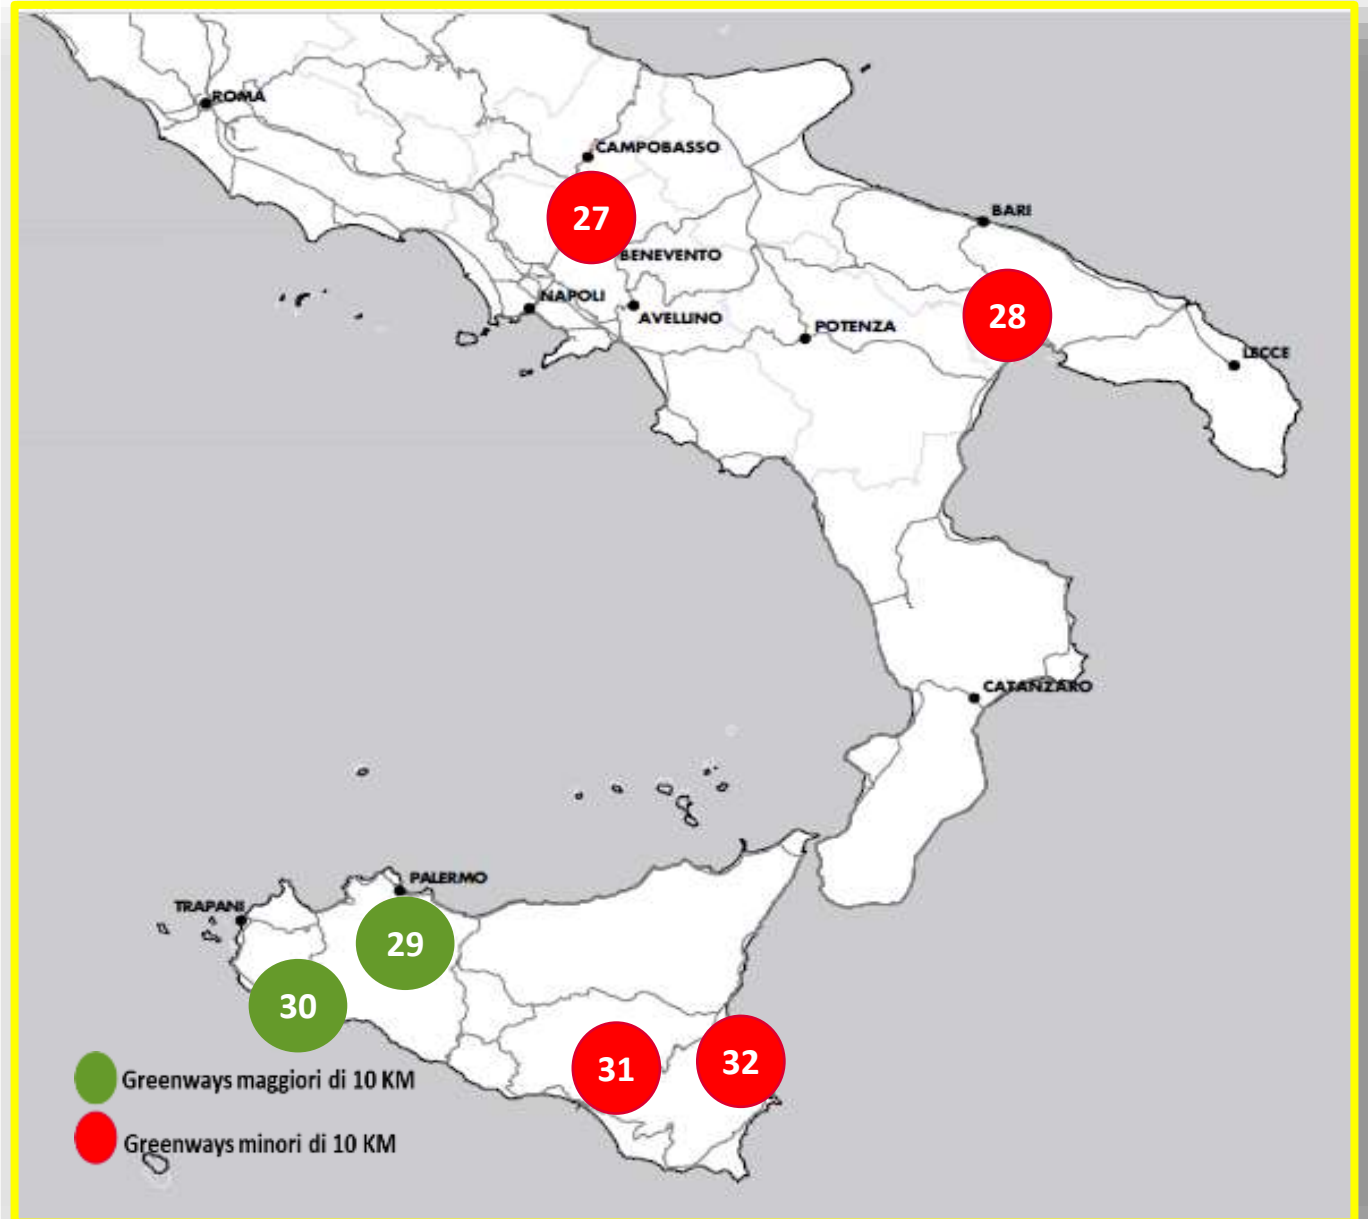 ROMA
CAMPOBASSO
27
BARI
BENEVENTO
NAPOLI
28
AVELLINO
POTENZA
LECCE
CATANZARO
PALERMO
TRAPANI
29
30
31
32
Greenways maggiori di 10 KM
Greenways minori di 10 KM